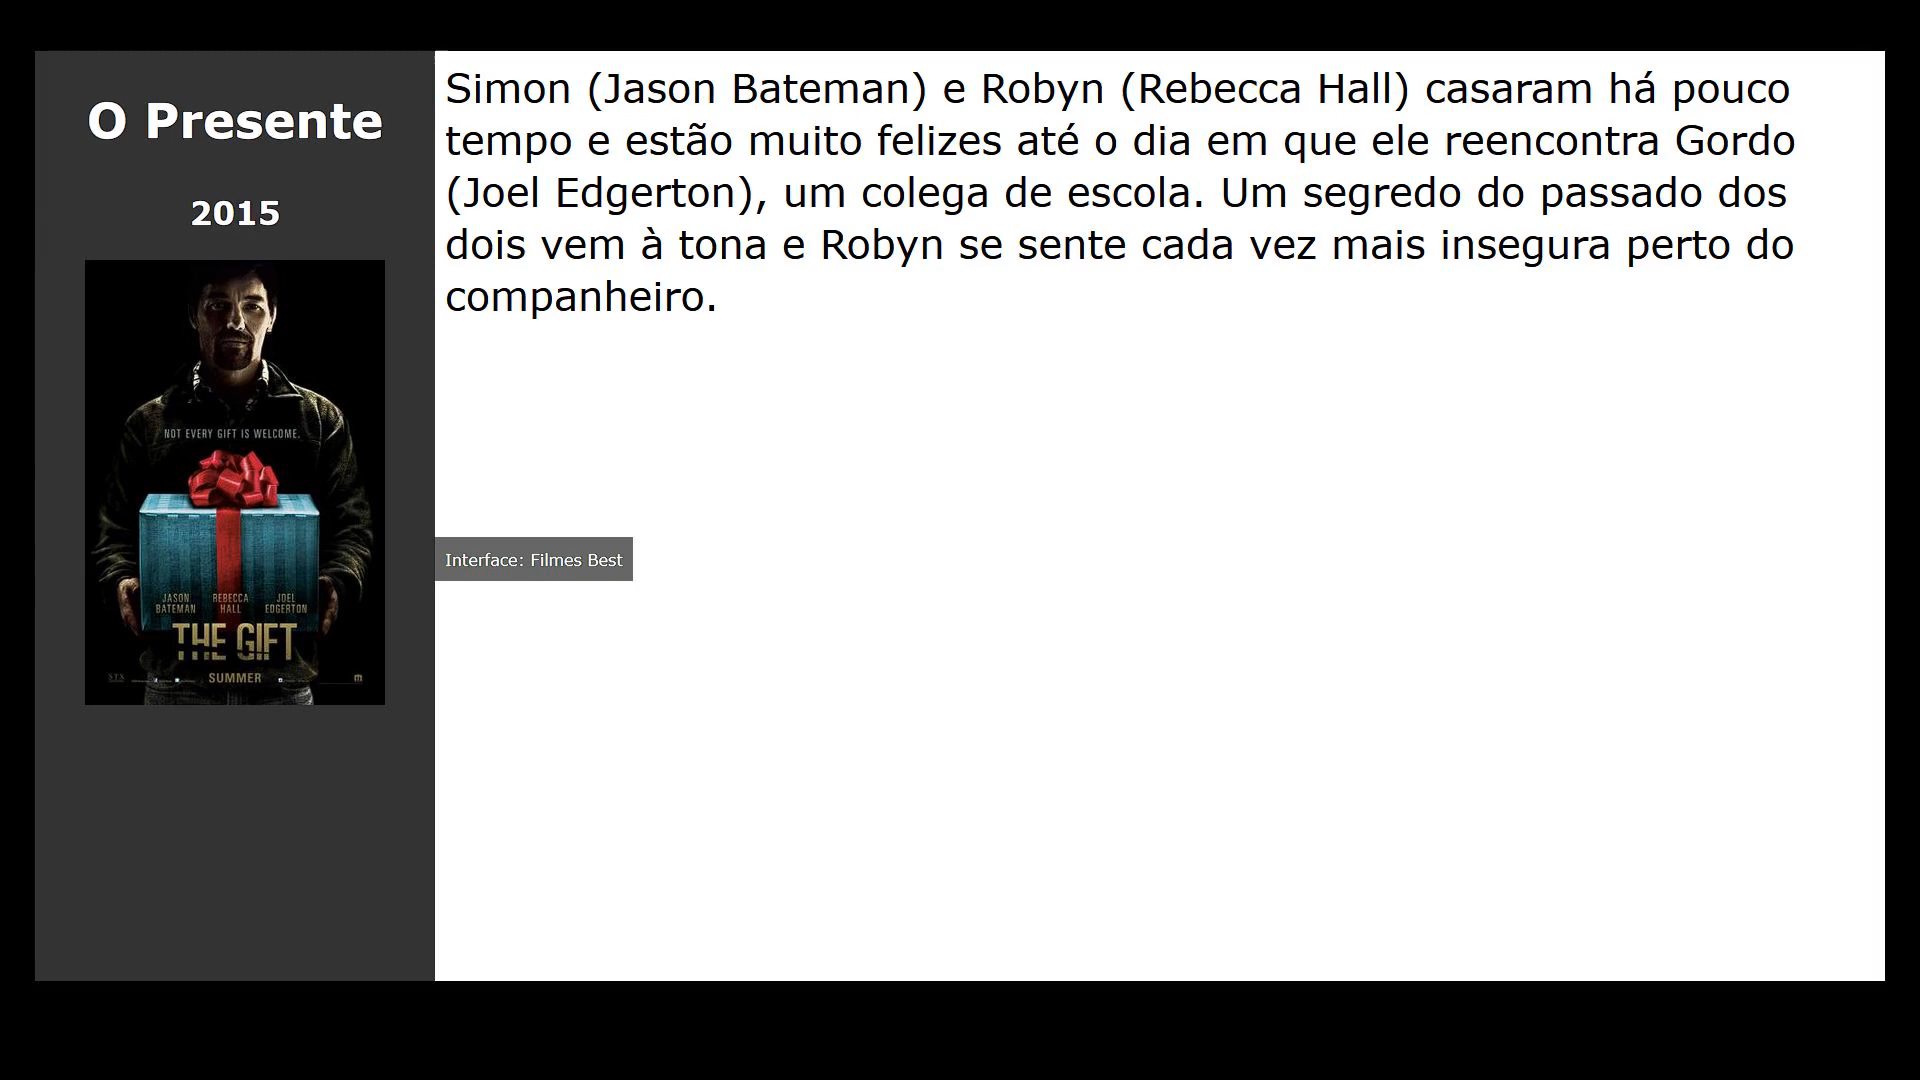 O Presente
2015
NOT EVERY GIFT IS WELCOME.
JASON BATEMAN
REBECCA HALL
JOEL EDGERTON
THE GIFT
SUMMER
Simon (Jason Bateman) e Robyn (Rebecca Hall) casaram há pouco
tempo e estão muito felizes até o dia em que ele reencontra Gordo
(Joel Edgerton), um colega de escola. Um segredo do passado dos
dois vem à tona e Robyn se sente cada vez mais insegura perto do
companheiro.
Interface: Filmes Best